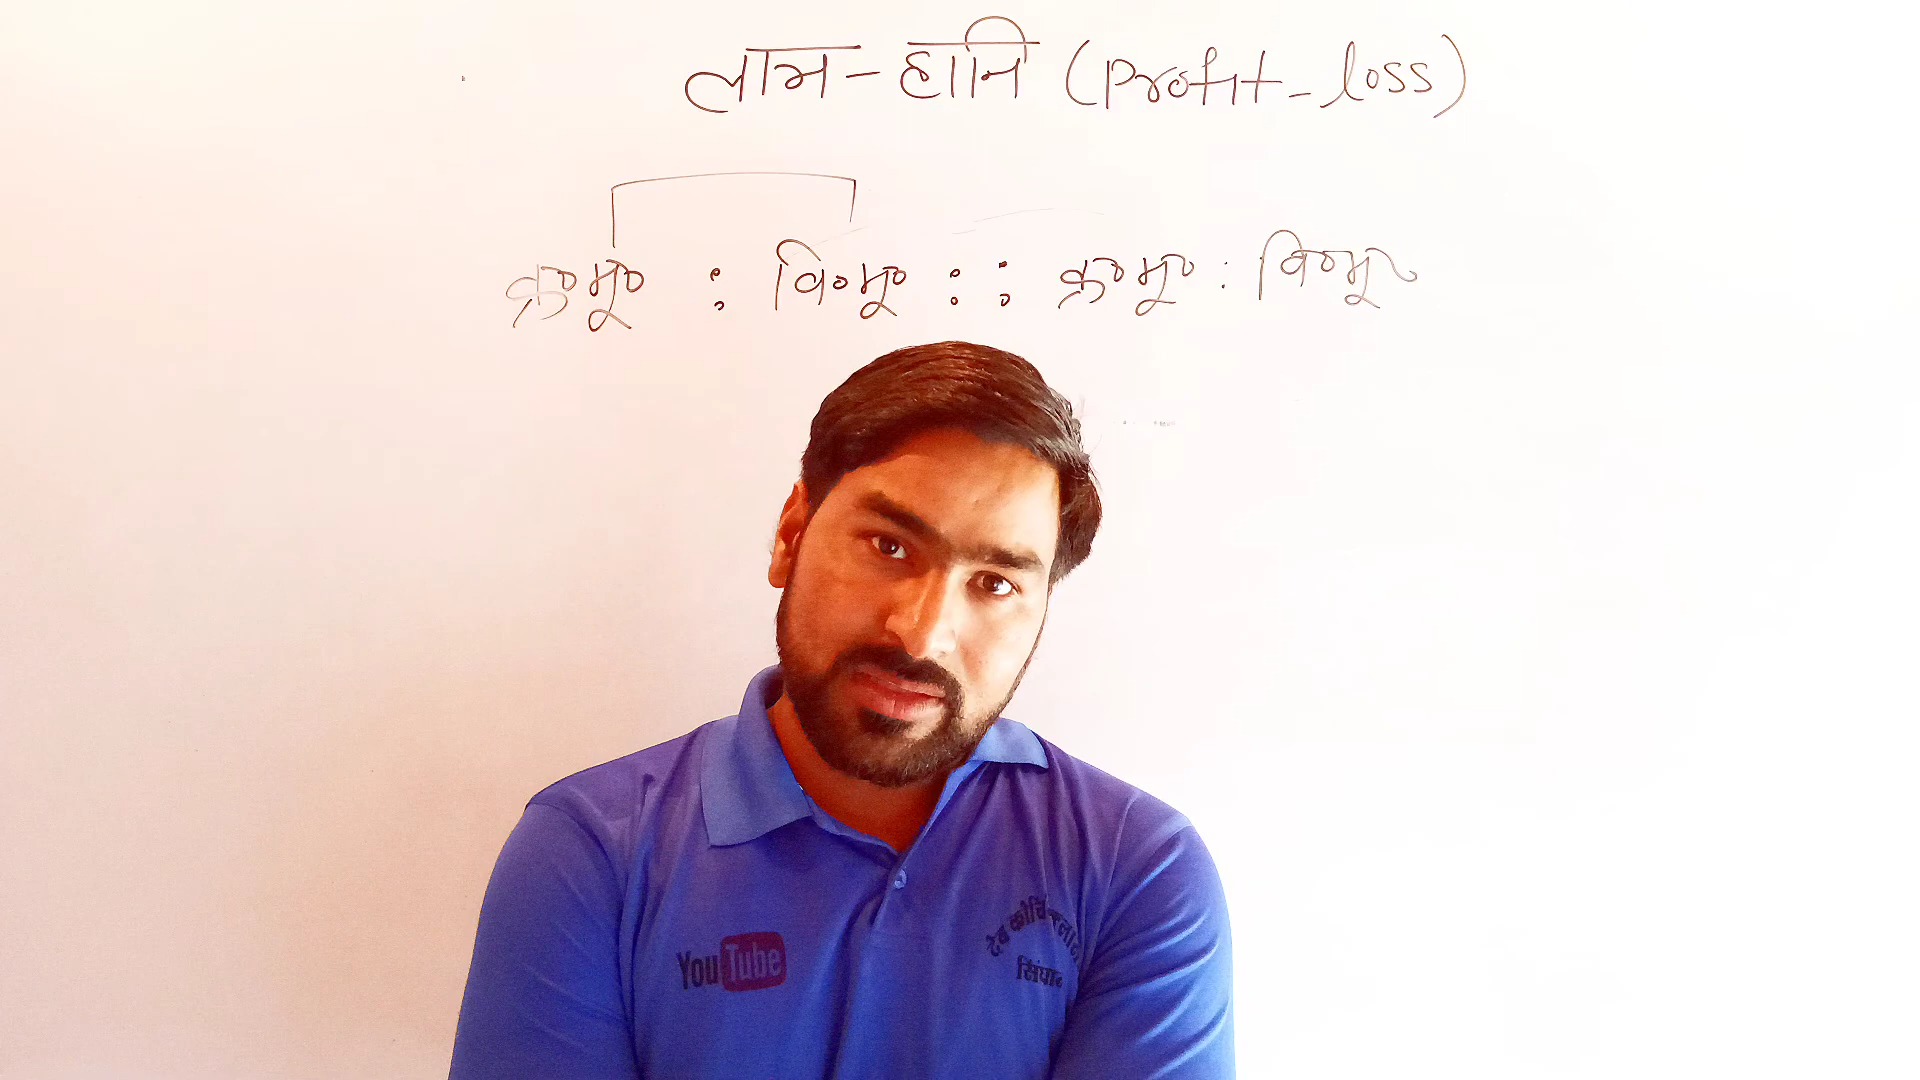 लाभ - हानि (Profit - loss)
क्र०मू० : वि०मू० : : क्र०मू० : वि०मू०
YouTube
देव कोचिंग क्लासेस
सिंघाना